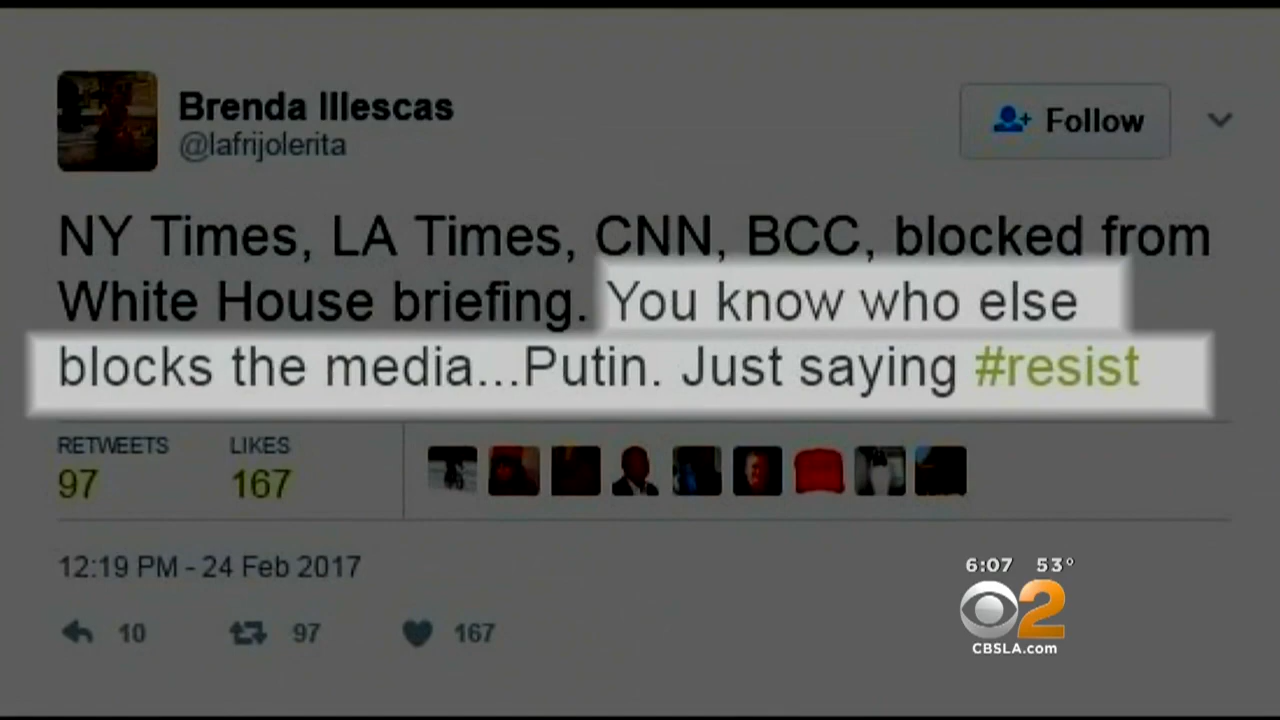 Brenda Illescas
@lafrijolerita
Follow
NY Times, LA Times, CNN, BCC, blocked from
White House briefing. You know who else
blocks the media...Putin. Just saying #resist
RETWEETS LIKES
97 167
12:19 PM - 24 Feb 2017
10 97 167
6:07 53°
2
CBSLA.com